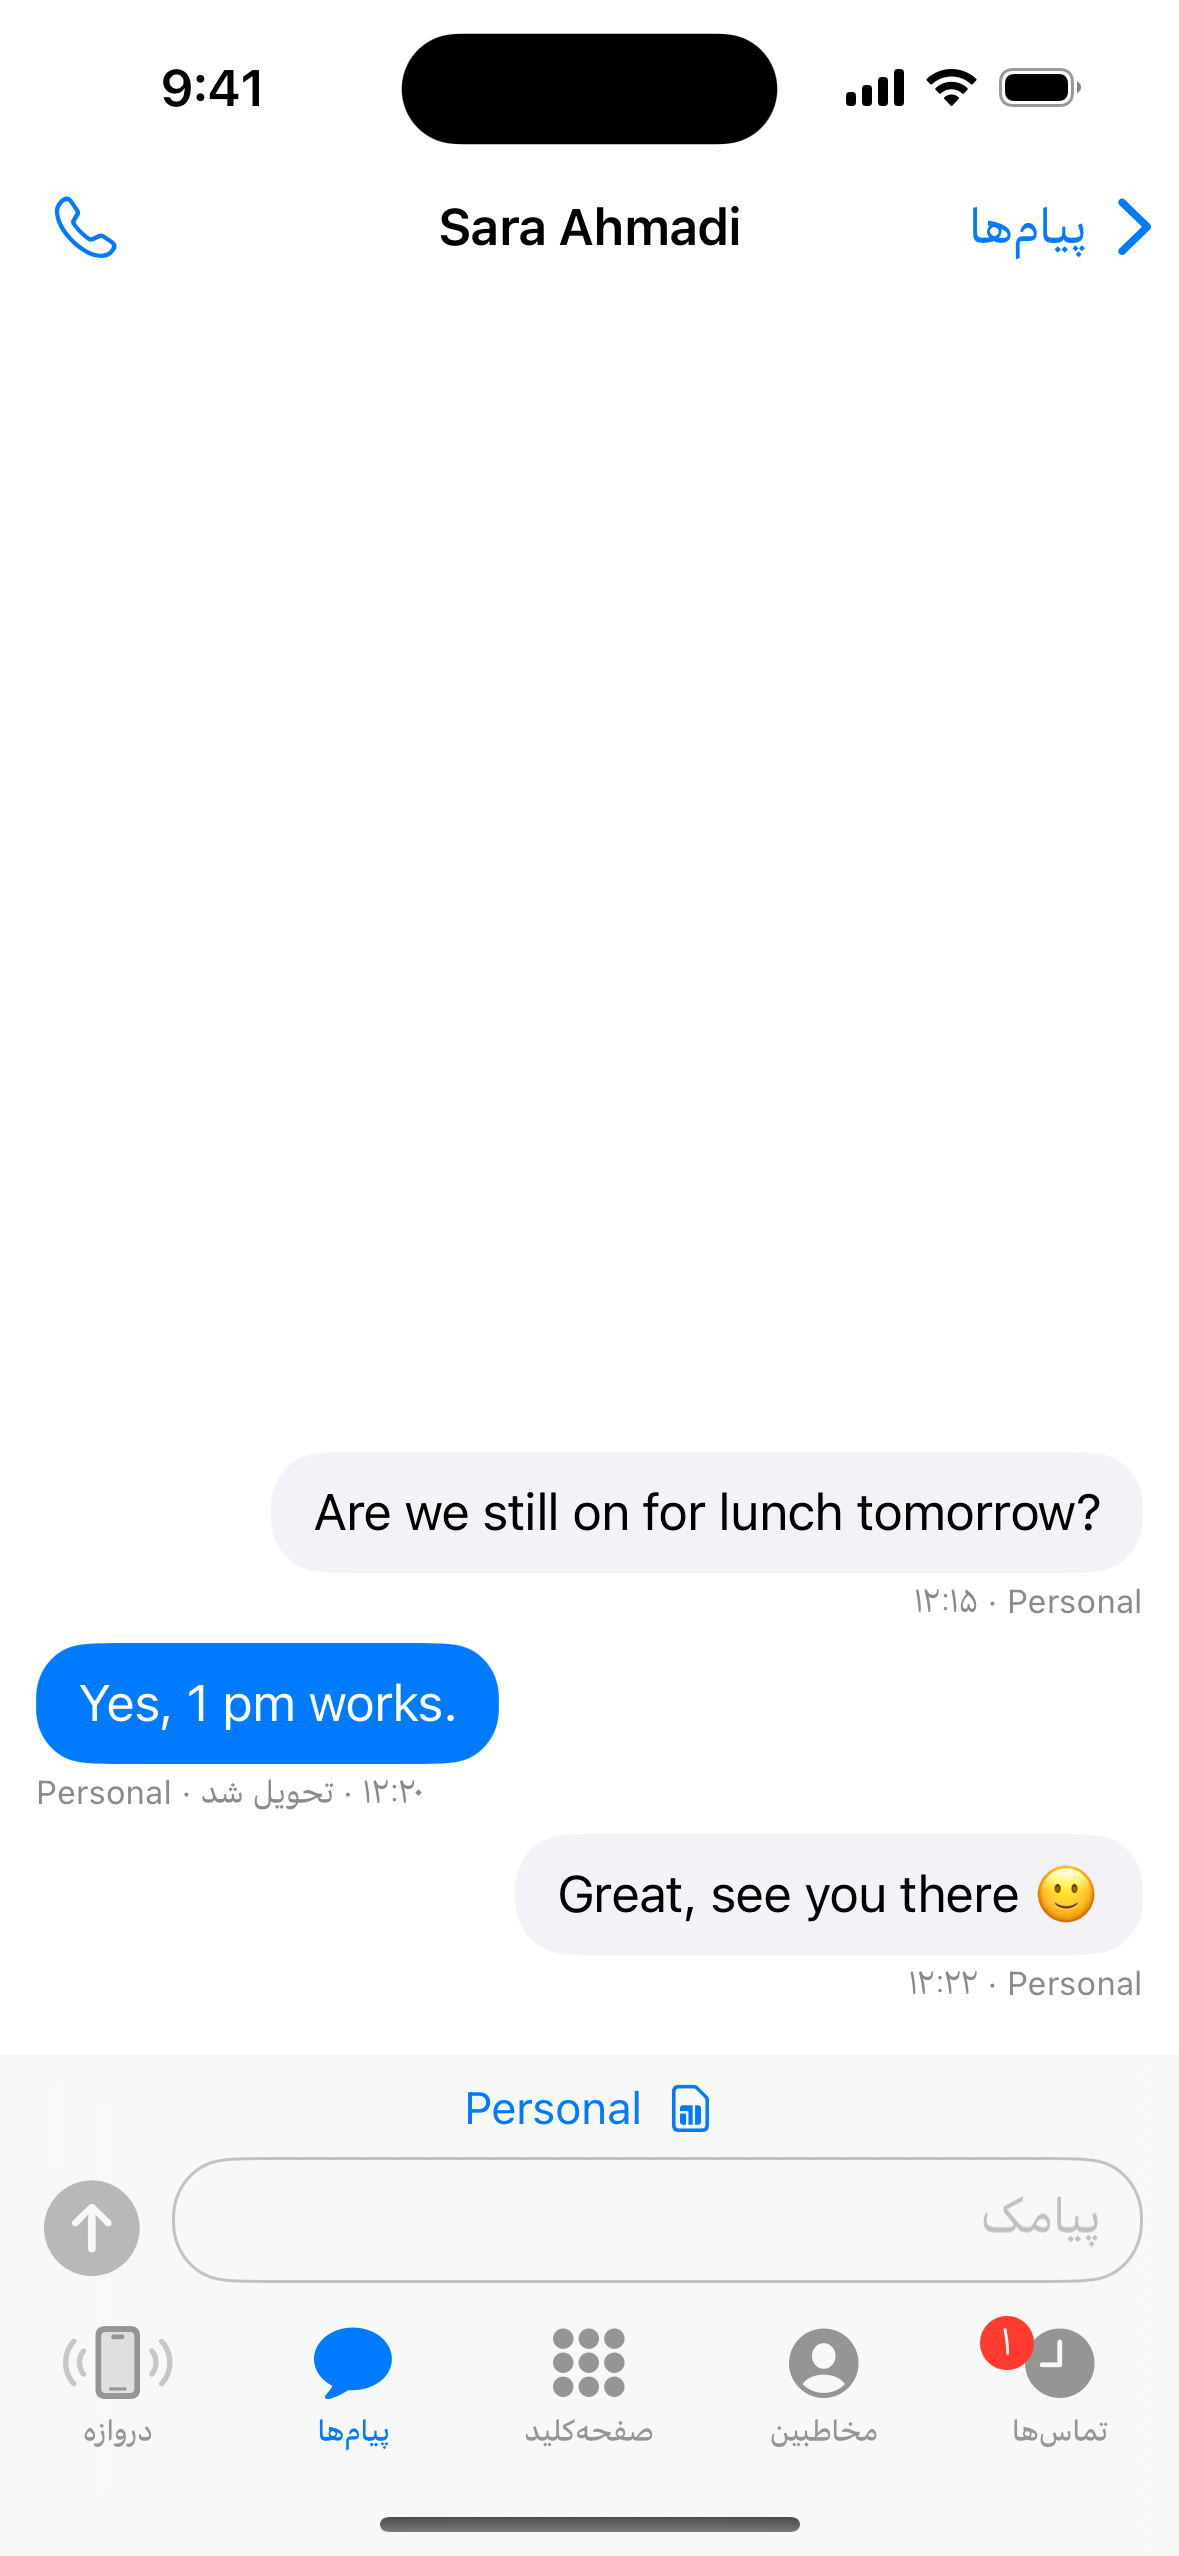 9:41
پیام‌ها
Sara Ahmadi
Are we still on for lunch tomorrow?
Personal · ۱۲:۱۵
Yes, 1 pm works.
۱۲:۲۰ · تحویل شد · Personal
Great, see you there 🙂
Personal · ۱۲:۲۲
Personal
پیامک
۱
تماس‌ها
مخاطبین
صفحه‌کلید
پیام‌ها
دروازه